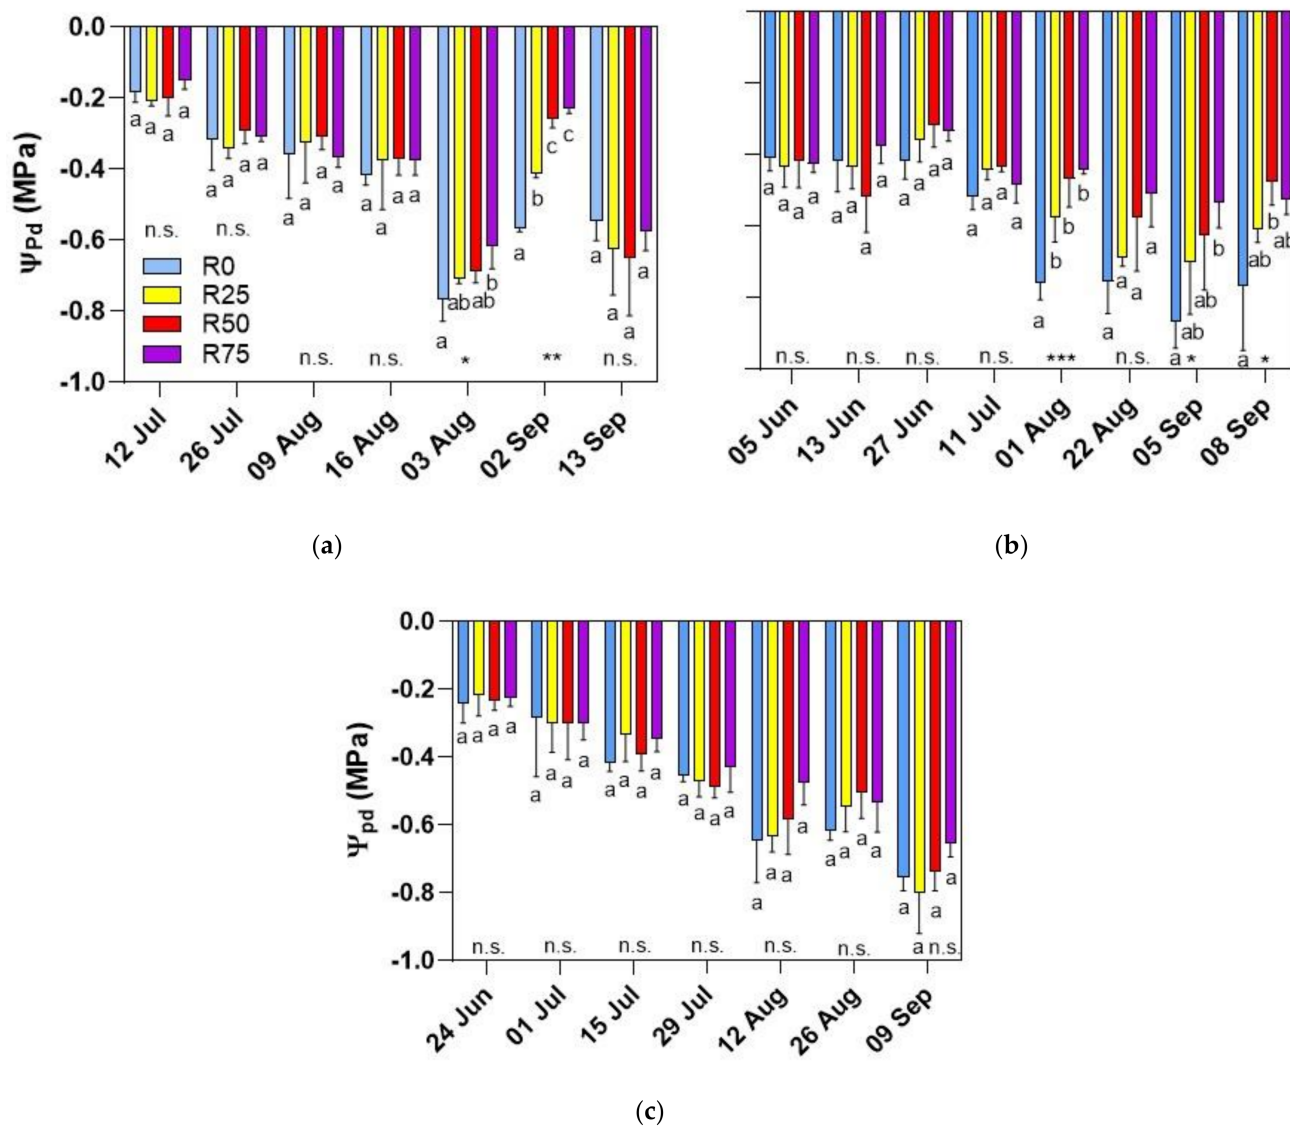 0.0
-0.2
-0.4
-0.6
-0.8
-1.0
ΨPd (MPa)
a a a a
a a a a
a a a a
a a a a
a ab ab b
a b c c
a a a a
n.s. n.s.
R0
R25
R50
R75
n.s. n.s. * ** n.s.
12 Jul 26 Jul 09 Aug 16 Aug 03 Aug 02 Sep 13 Sep
(a)
a a a a
a a a a
a a a a
a a a a
a b b b
a a a a
a ab ab b
a ab b ab
n.s. n.s. n.s. n.s. *** n.s. * *
05 Jun 13 Jun 27 Jun 11 Jul 01 Aug 22 Aug 05 Sep 08 Sep
(b)
0.0
-0.2
-0.4
-0.6
-0.8
-1.0
Ψpd (MPa)
a a a a
a a a a
a a a a
a a a a
a a a a
a a a a
a a a a
n.s. n.s. n.s. n.s. n.s. n.s. n.s.
24 Jun 01 Jul 15 Jul 29 Jul 12 Aug 26 Aug 09 Sep
(c)